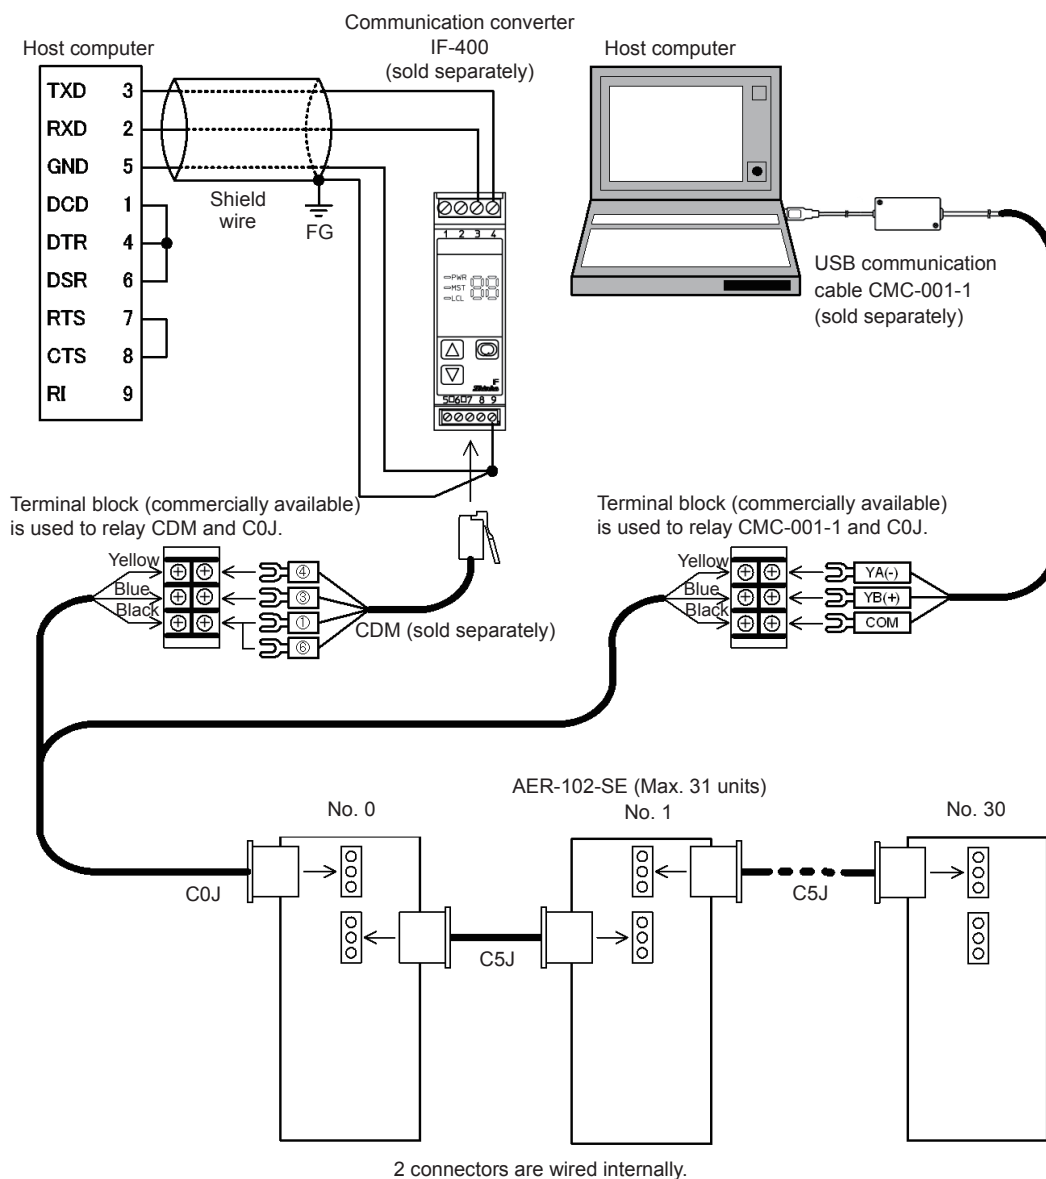 Communication converter
IF-400
(sold separately)
Host computer
Host computer
TXD 3
RXD 2
GND 5
DCD 1
DTR 4
DSR 6
RTS 7
CTS 8
RI 9
Shield
wire
FG
1 2 3 4
PWR
MST
LCL
88
IF
Shinko
5 6 7 8 9
USB communication
cable CMC-001-1
(sold separately)
Terminal block (commercially available)
is used to relay CDM and C0J.
Yellow
Blue
Black
④
③
①
⑥
CDM (sold separately)
Terminal block (commercially available)
is used to relay CMC-001-1 and C0J.
Yellow
Blue
Black
YA(-)
YB(+)
COM
AER-102-SE (Max. 31 units)
No. 0
No. 1
No. 30
C0J
C5J
C5J
2 connectors are wired internally.